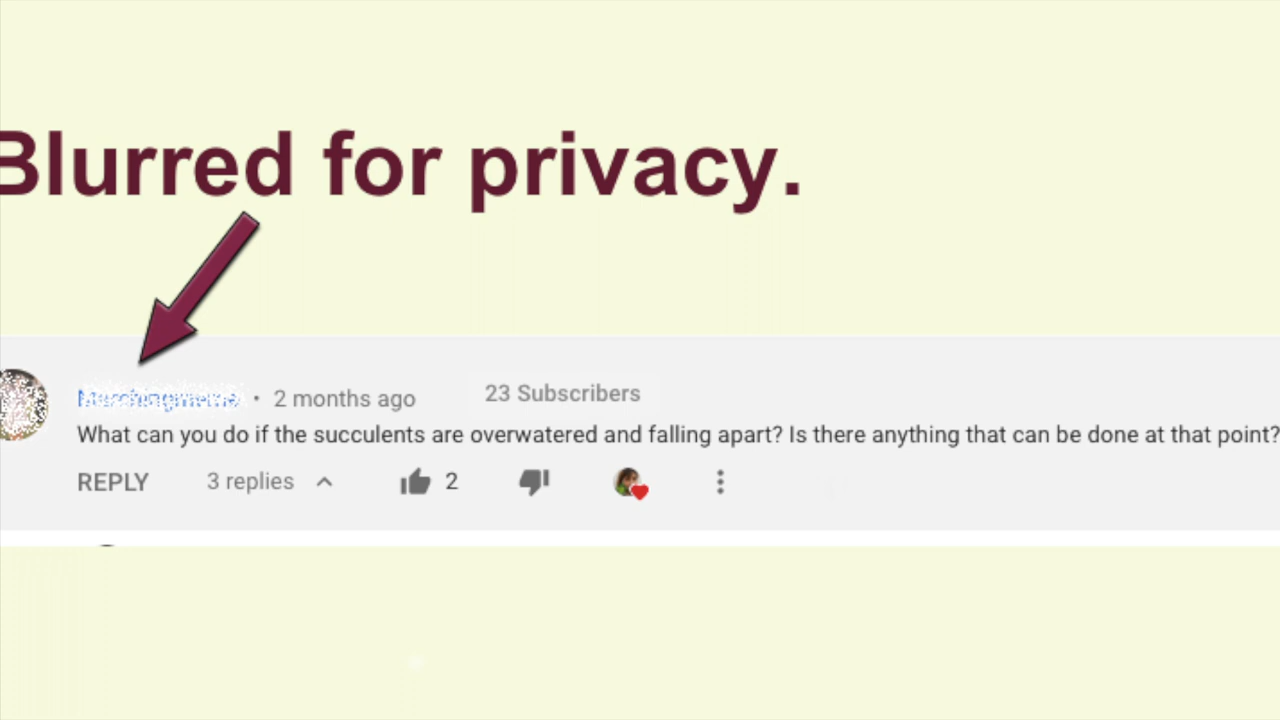 Blurred for privacy.
• 2 months ago 23 Subscribers
What can you do if the succulents are overwatered and falling apart? Is there anything that can be done at that point?
REPLY 3 replies 2